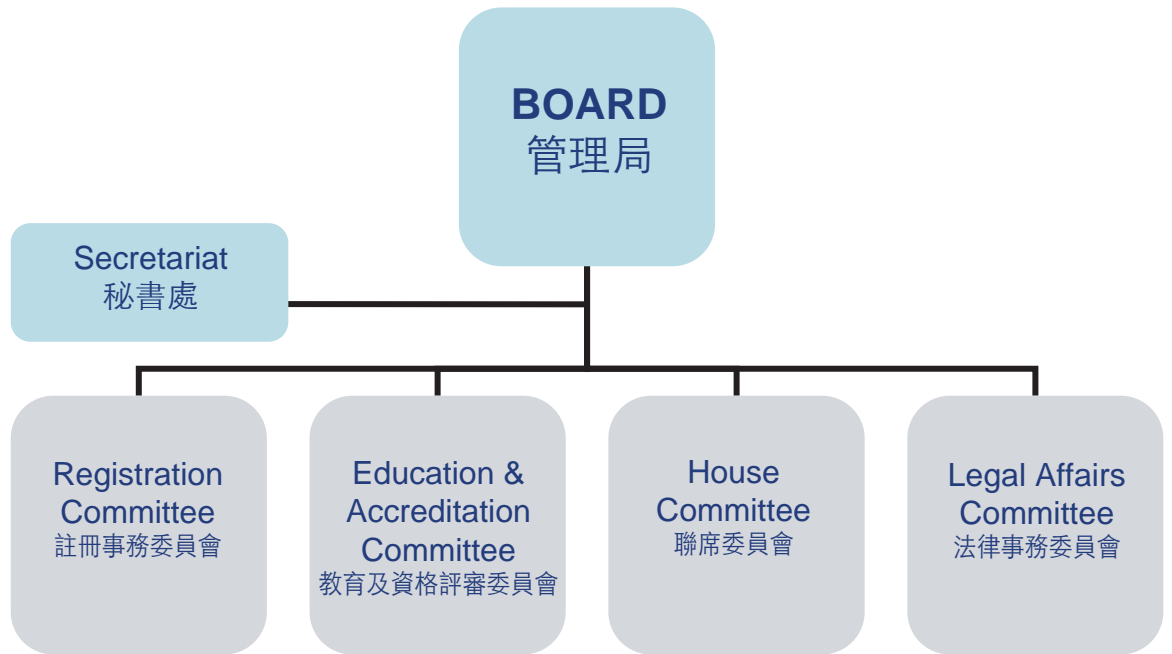 BOARD
管理局
Secretariat
秘書處
Registration
Committee
註冊事務委員會
Education &
Accreditation
Committee
教育及資格評審委員會
House
Committee
聯席委員會
Legal Affairs
Committee
法律事務委員會